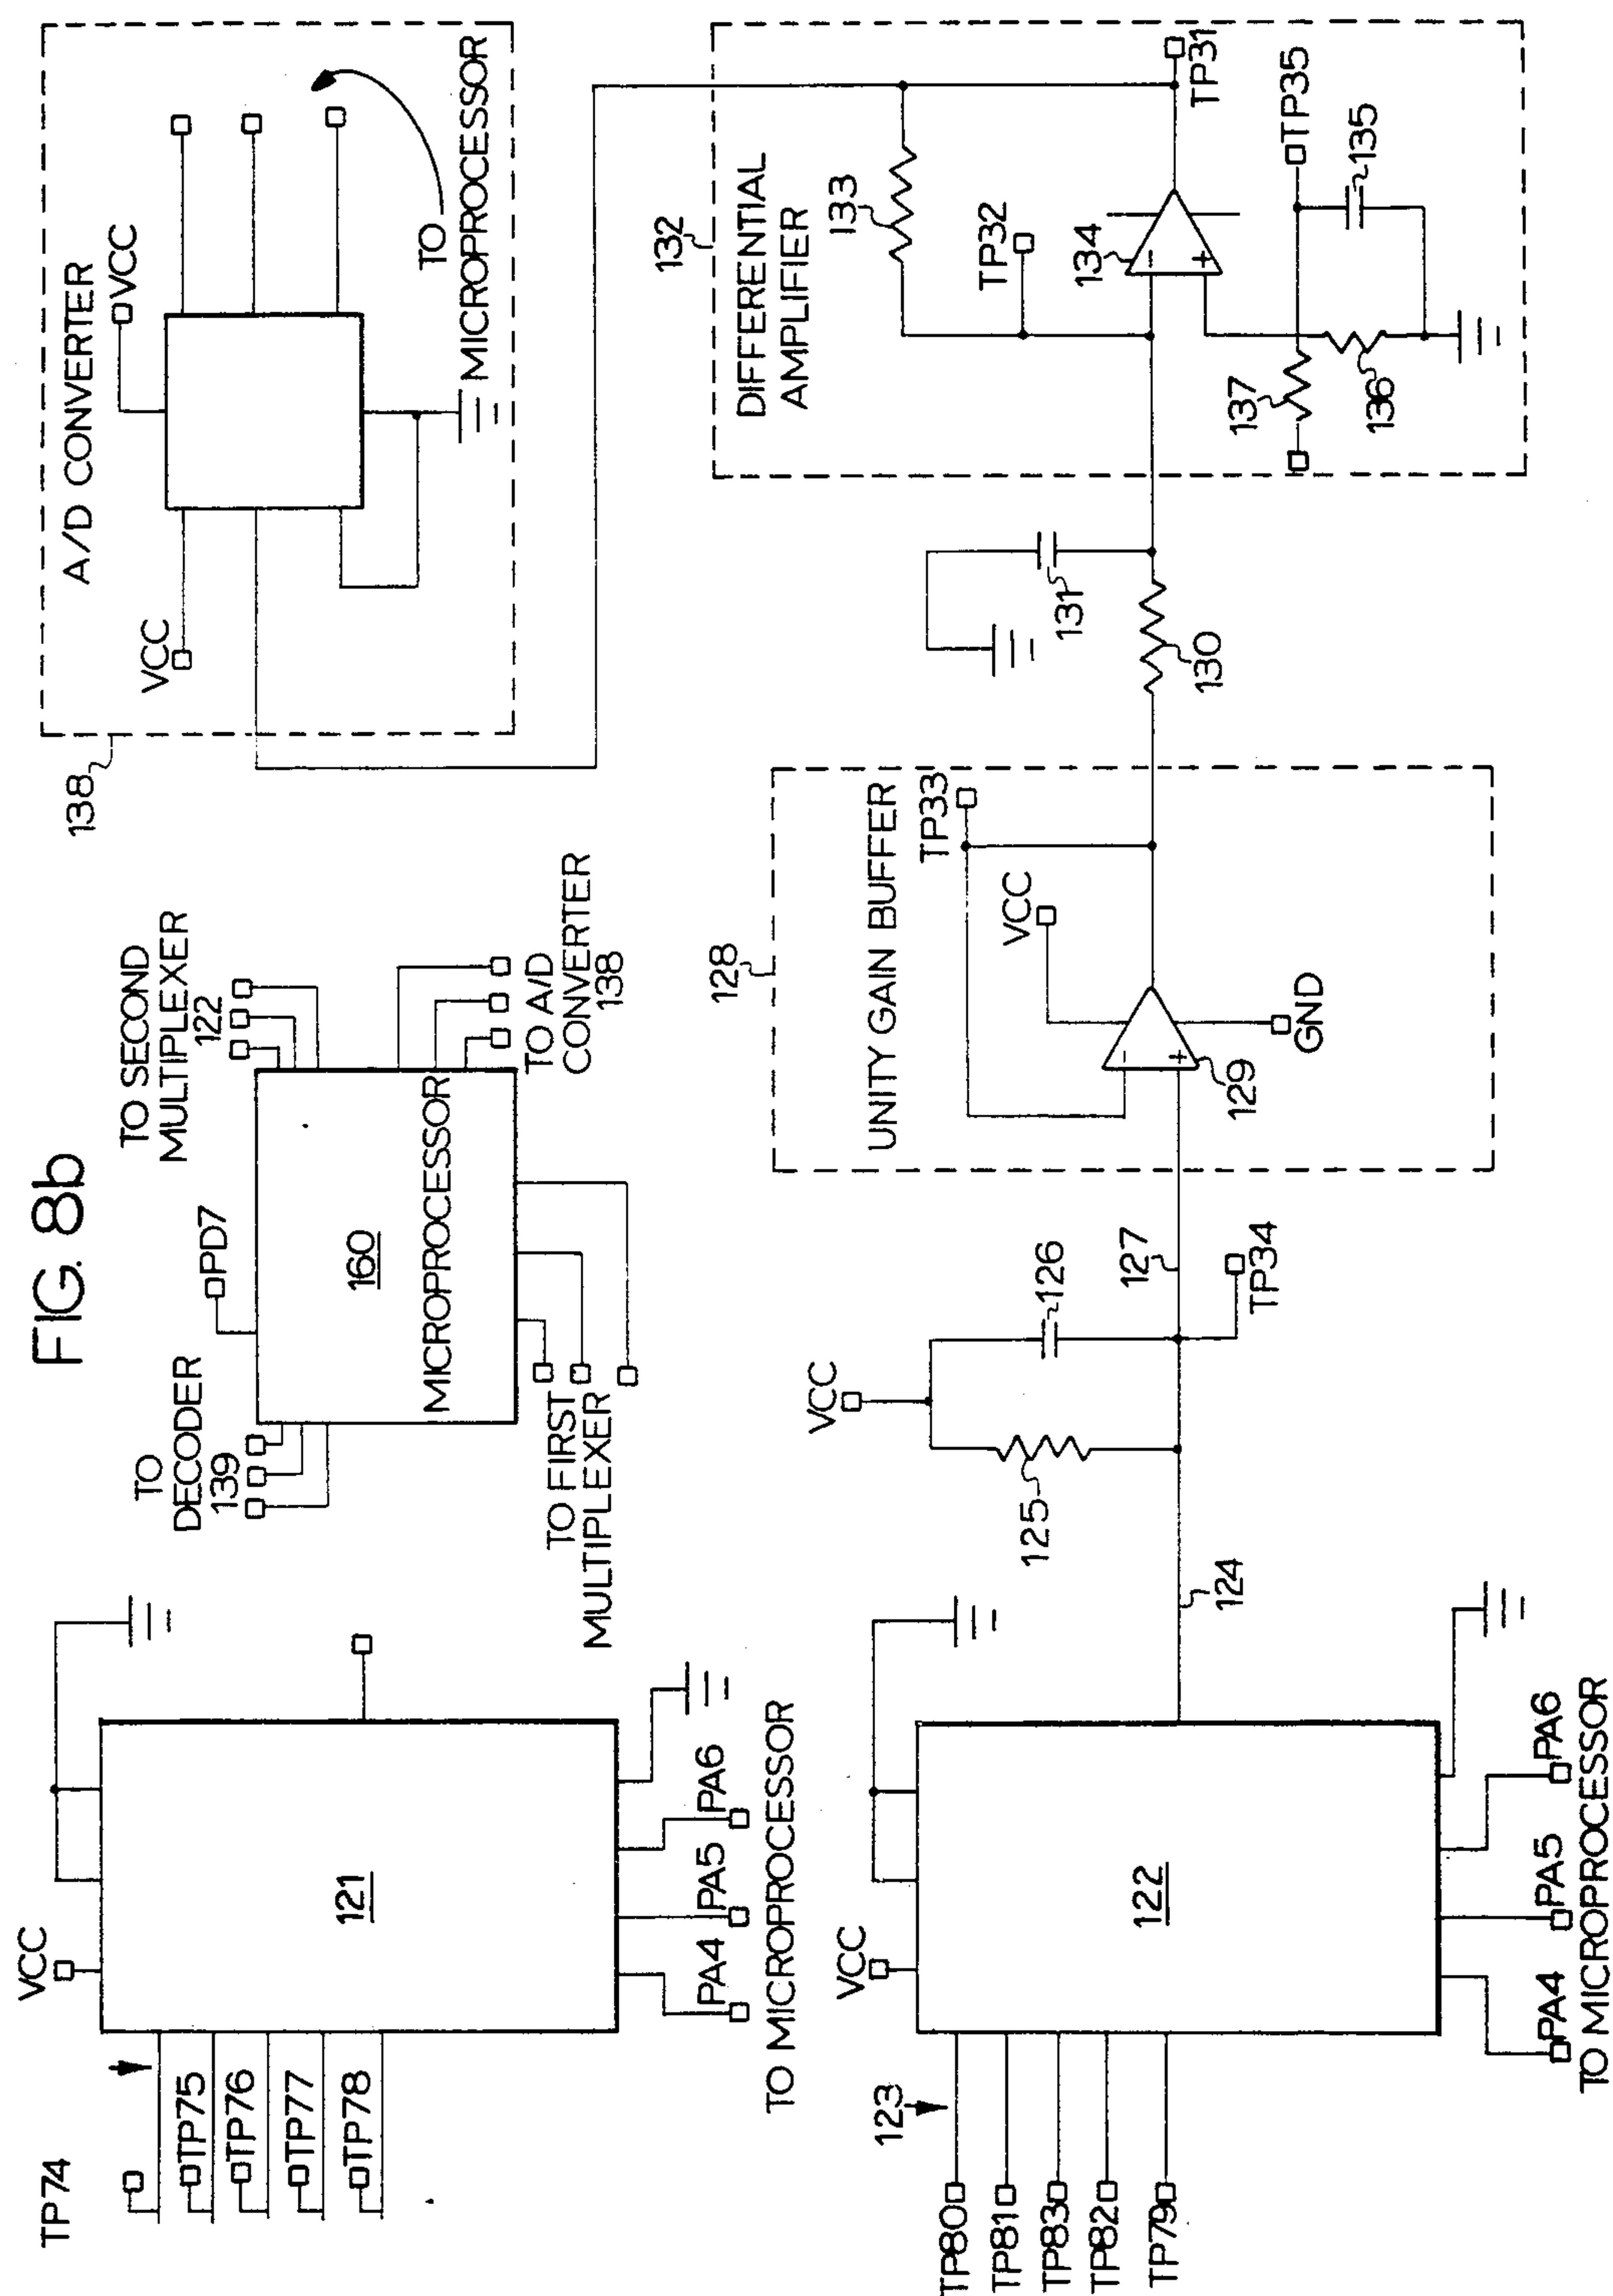 FIG. 8b
TP74
TP75
TP76
TP77
TP78
VCC
121
PA4
PA5
PA6
TO MICROPROCESSOR
TO
DECODER
139
PD7
TO SECOND
MULTIPLEXER
122
160
MICROPROCESSOR
TO FIRST
MULTIPLEXER
TO A/D
CONVERTER
138
138
A/D CONVERTER
VCC
VCC
TO
MICROPROCESSOR
123
TP80
TP81
TP83
TP82
TP79
VCC
122
PA4
PA5
PA6
TO MICROPROCESSOR
124
125
VCC
126
127
TP34
128
UNITY GAIN BUFFER
TP33
VCC
-
+
129
GND
130
131
132
DIFFERENTIAL
AMPLIFIER
133
TP32
134
-
+
TP31
TP35
135
136
137